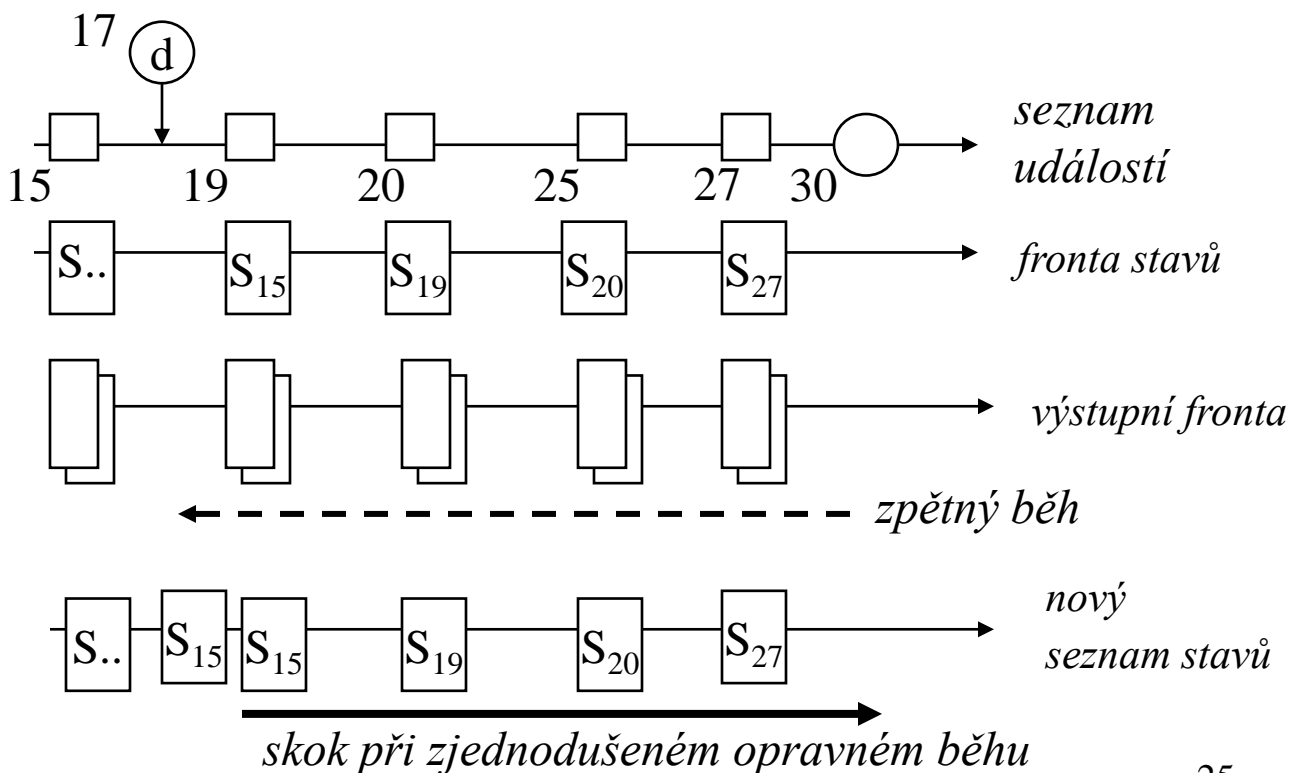 17
d
seznam
událostí
15 19 20 25 27 30
S.. S₁₅ S₁₉ S₂₀ S₂₇
fronta stavů
výstupní fronta
zpětný běh
nový
seznam stavů
S.. S₁₅ S₁₅ S₁₉ S₂₀ S₂₇
skok při zjednodušeném opravném běhu